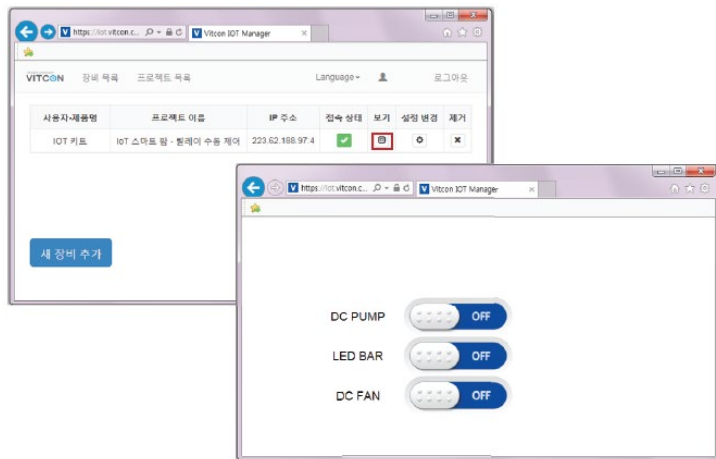 https://iot.vitcon.c...
Vitcon IOT Manager
VITCON 장비 목록 프로젝트 목록 Language 로그아웃
사용자-제품명 프로젝트 이름 IP 주소 접속 상태 보기 설정 변경 제거
IOT 키트 IoT 스마트 팜 - 릴레이 수동 제어 223.62.188.97:4
새 장비 추가
https://iot.vitcon.c...
Vitcon IOT Manager
DC PUMP OFF
LED BAR OFF
DC FAN OFF